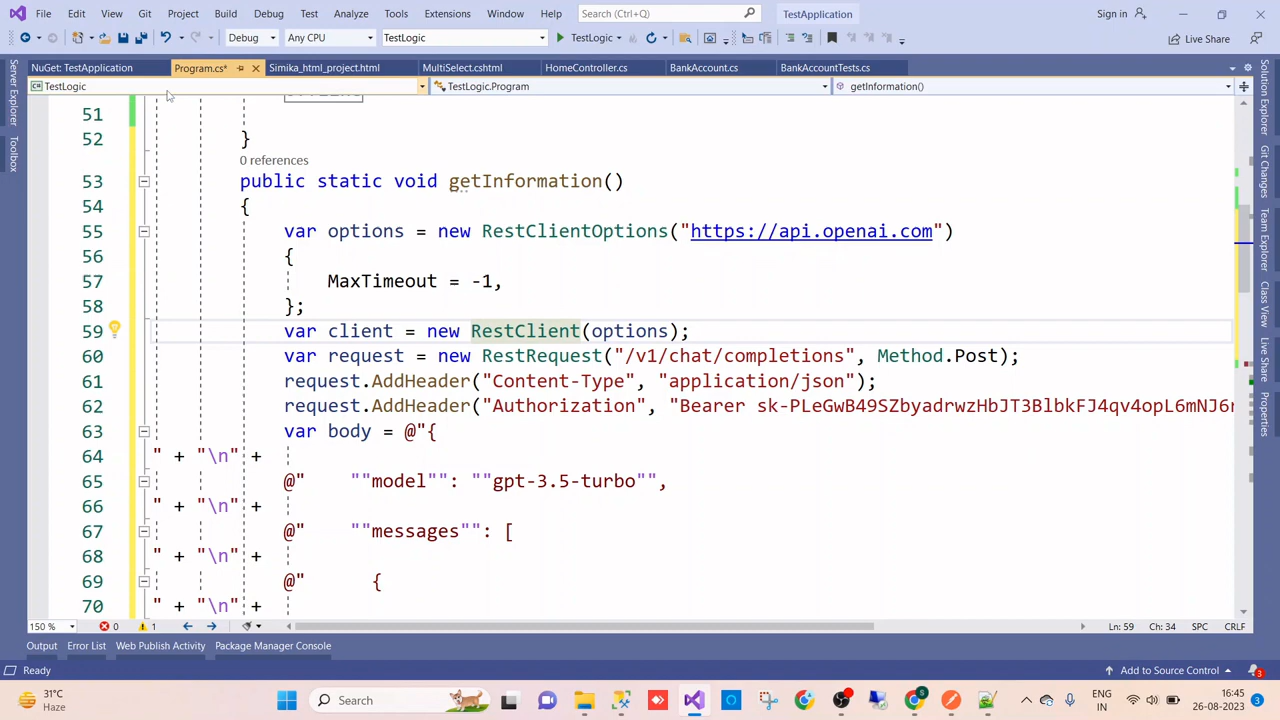 File Edit View Git Project Build Debug Test Analyze Tools Extensions Window Help Search (Ctrl+Q) TestApplication Sign in
Debug Any CPU TestLogic TestLogic Live Share
NuGet: TestApplication Program.cs* Simika_html_project.html MultiSelect.cshtml HomeController.cs BankAccount.cs BankAccountTests.cs
TestLogic TestLogic.Program getInformation()
Server Explorer
Toolbox
51
52 }
0 references
53 public static void getInformation()
54 {
55 var options = new RestClientOptions("https://api.openai.com")
56 {
57 MaxTimeout = -1,
58 };
59 var client = new RestClient(options);
60 var request = new RestRequest("/v1/chat/completions", Method.Post);
61 request.AddHeader("Content-Type", "application/json");
62 request.AddHeader("Authorization", "Bearer
63 var body = @"{
64 " + "\n" +
65 @" ""model"": ""gpt-3.5-turbo"",
66 " + "\n" +
67 @" ""messages"": [
68 " + "\n" +
69 @" {
70 " + "\n" +
Solution Explorer
Git Changes
Team Explorer
Class View
Live Share
Properties
150 % 0 1 Ln: 59 Ch: 34 SPC CRLF
Output Error List Web Publish Activity Package Manager Console
Ready Add to Source Control 3
31°C
Haze
Search
ENG
IN
16:45
26-08-2023
3